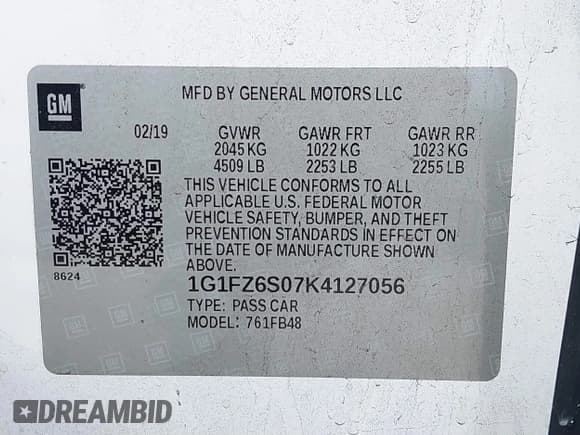 GM
MFD BY GENERAL MOTORS LLC
02/19 GVWR GAWR FRT GAWR RR
2045 KG 1022 KG 1023 KG
4509 LB 2253 LB 2255 LB
THIS VEHICLE CONFORMS TO ALL
APPLICABLE U.S. FEDERAL MOTOR
VEHICLE SAFETY, BUMPER, AND THEFT
PREVENTION STANDARDS IN EFFECT ON
THE DATE OF MANUFACTURE SHOWN
ABOVE.
8624
1G1FZ6S07K4127056
TYPE: PASS CAR
MODEL: 761FB48
DREAMBID